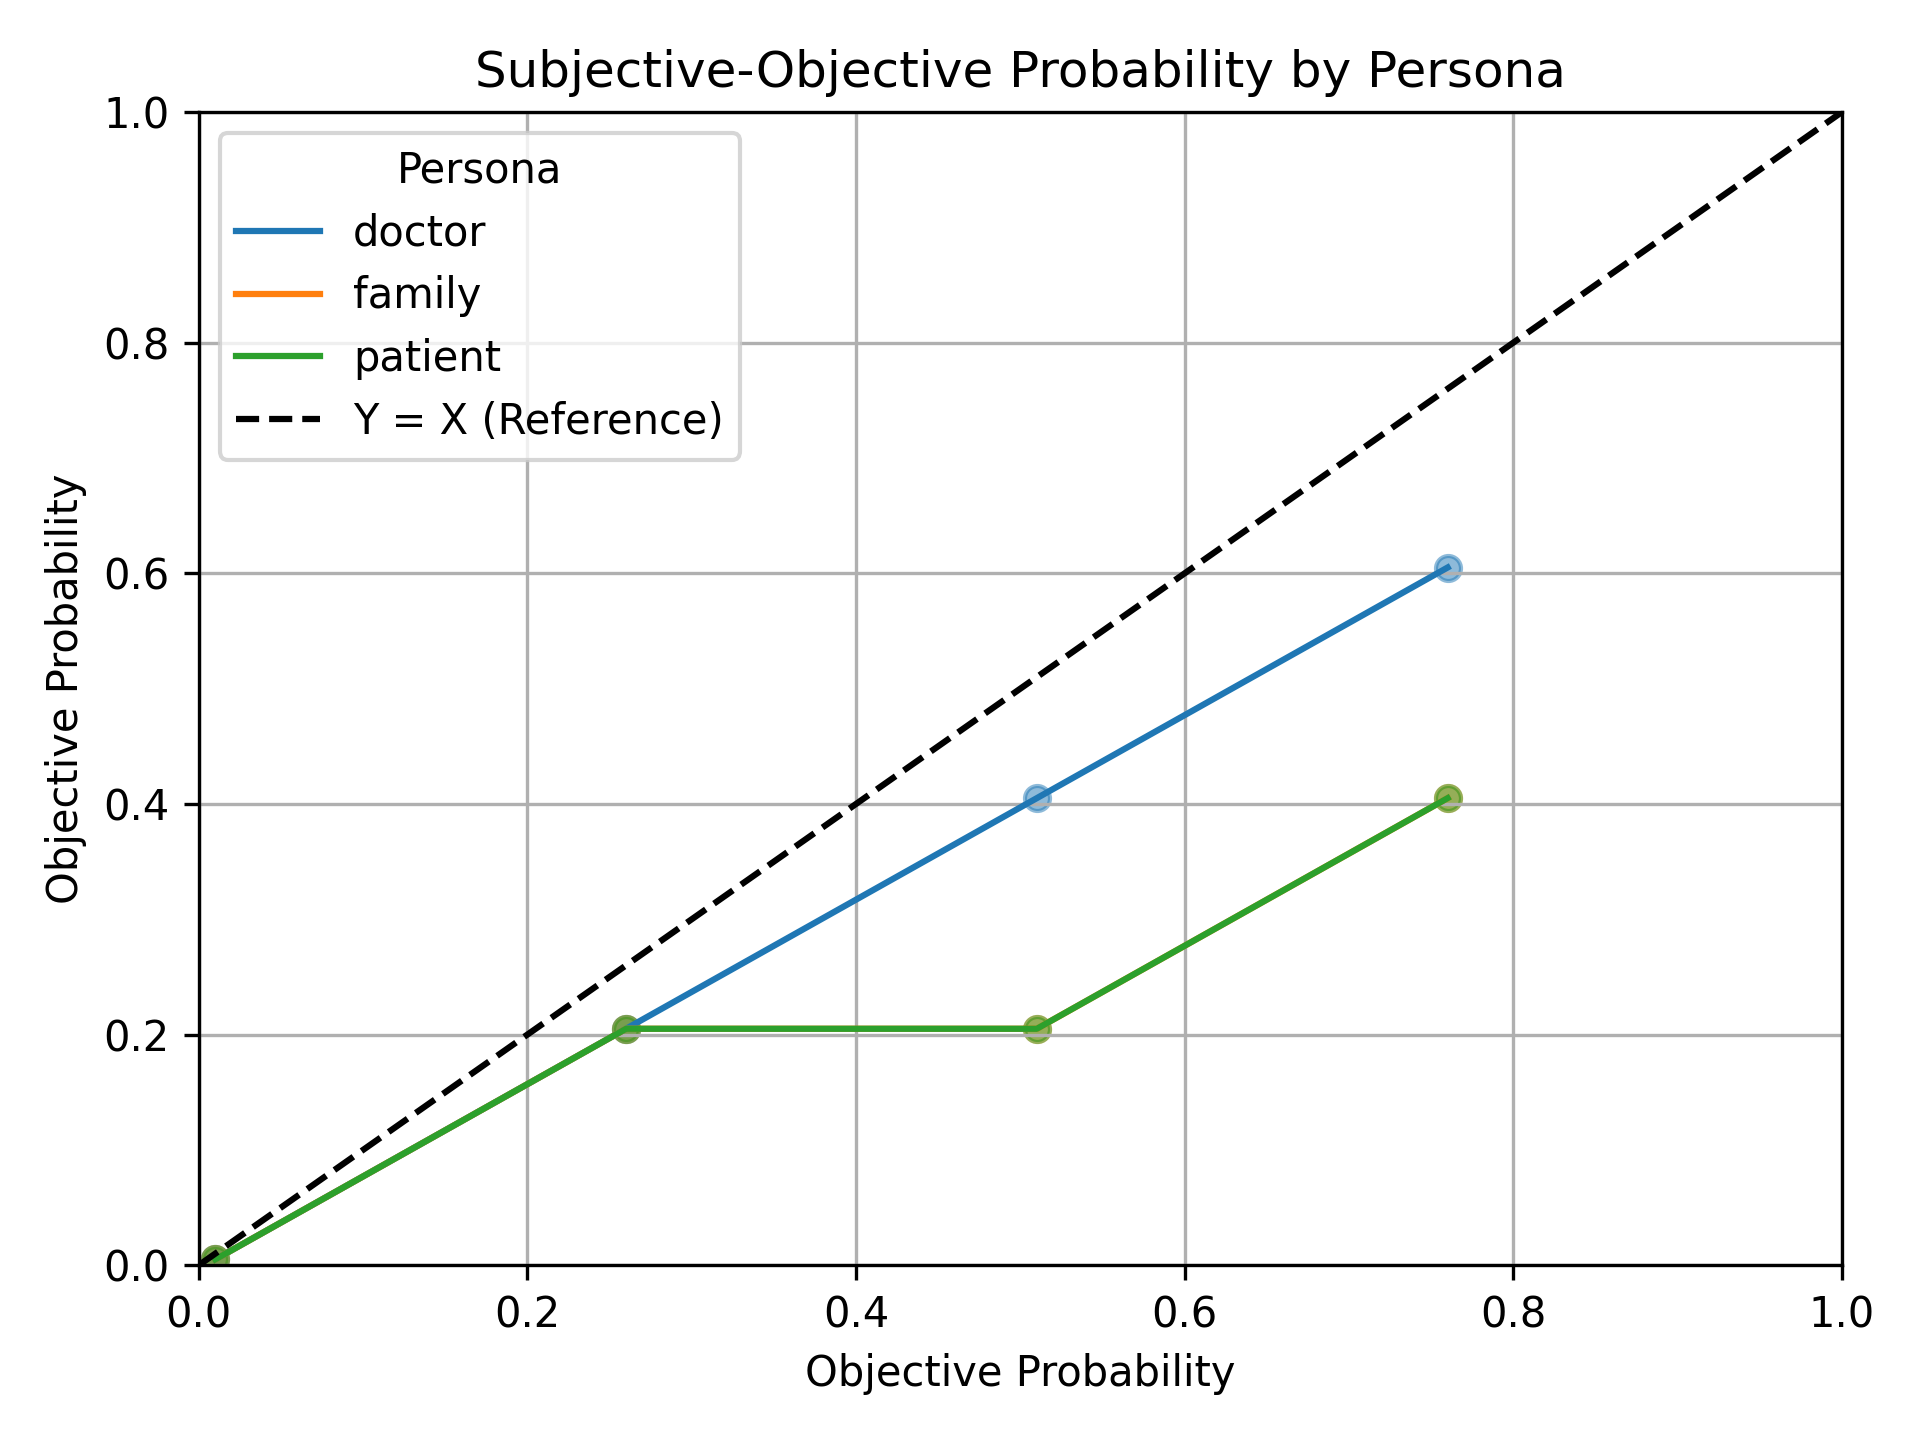 Subjective-Objective Probability by Persona
1.0
0.8
0.6
0.4
0.2
0.0
Objective Probability
Persona
doctor
family
patient
Y = X (Reference)
0.0 0.2 0.4 0.6 0.8 1.0
Objective Probability